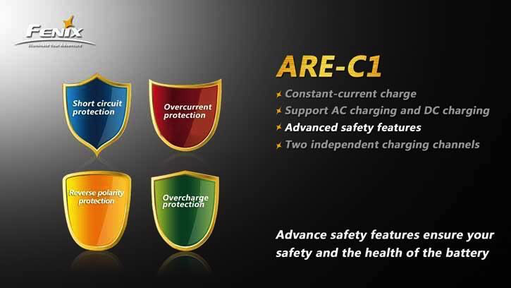 FENIX
Illuminate Your Adventure
ARE-C1
Constant-current charge
Support AC charging and DC charging
Advanced safety features
Two independent charging channels
Short circuit
protection
Overcurrent
protection
Reverse polarity
protection
Overcharge
protection
Advance safety features ensure your
safety and the health of the battery